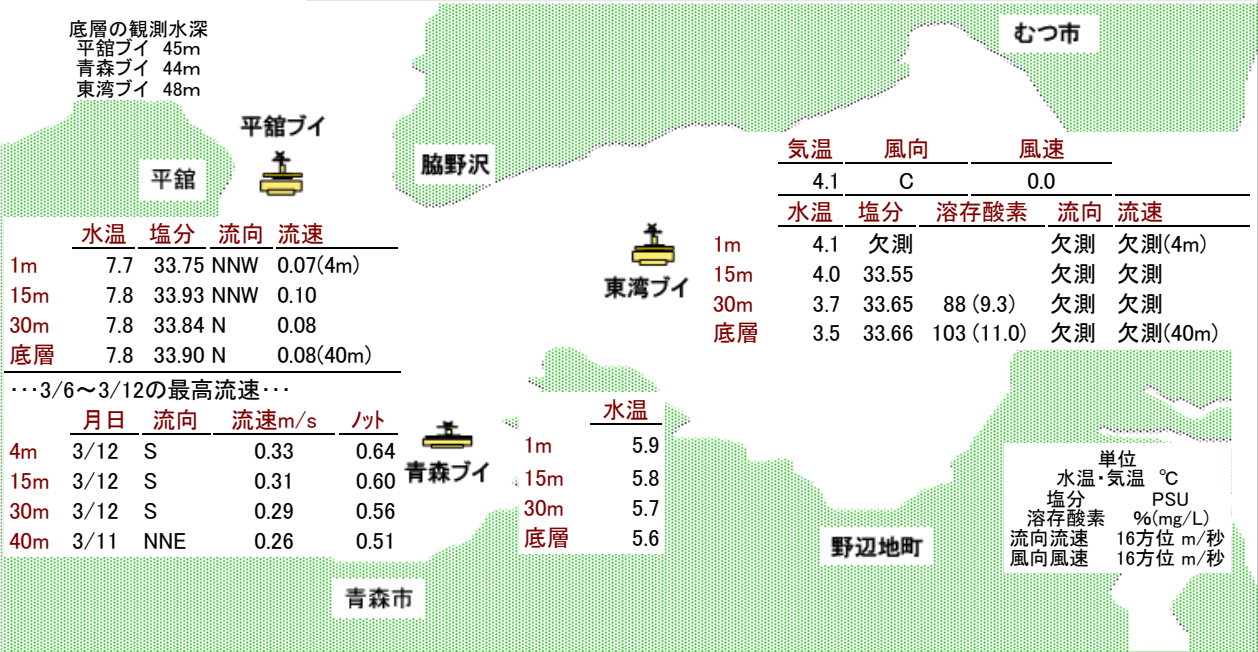 底層の観測水深
平舘ブイ 45m
青森ブイ 44m
東湾ブイ 48m
むつ市
平舘ブイ
脇野沢
平舘
気温 風向 風速
4.1 C 0.0
水温 塩分 溶存酸素 流向 流速
1m 4.1 欠測 欠測 欠測(4m)
15m 4.0 33.55 欠測 欠測
30m 3.7 33.65 88 (9.3) 欠測 欠測
底層 3.5 33.66 103 (11.0) 欠測 欠測(40m)
東湾ブイ
水温 塩分 流向 流速
1m 7.7 33.75 NNW 0.07(4m)
15m 7.8 33.93 NNW 0.10
30m 7.8 33.84 N 0.08
底層 7.8 33.90 N 0.08(40m)
･･･3/6～3/12の最高流速･･･
月日 流向 流速m/s ﾉｯﾄ
4m 3/12 S 0.33 0.64
15m 3/12 S 0.31 0.60
30m 3/12 S 0.29 0.56
40m 3/11 NNE 0.26 0.51
青森ブイ
水温
1m 5.9
15m 5.8
30m 5.7
底層 5.6
単位
水温･気温 ℃
塩分 PSU
溶存酸素 %(mg/L)
流向流速 16方位 m/秒
風向風速 16方位 m/秒
野辺地町
青森市